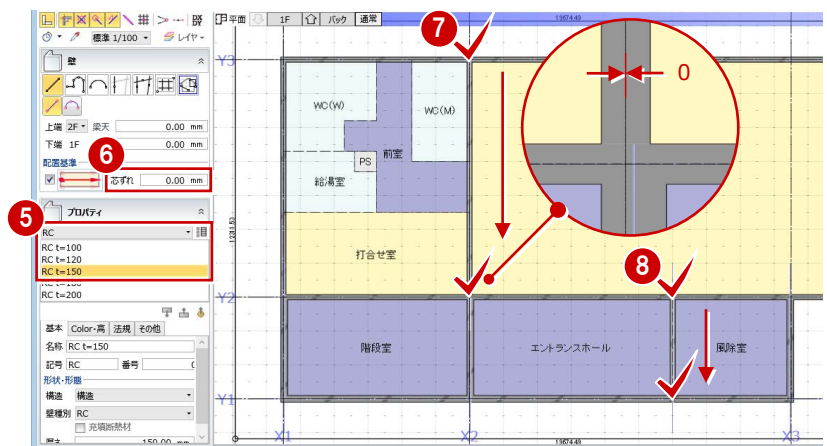 平面 1F バック 通常
標準 1/100 レイヤ
壁
上端 2F 梁天 0.00 mm
下端 1F 0.00 mm
配置基準
芯ずれ 0.00 mm
6
5
プロパティ
RC
RC t=100
RC t=120
RC t=150
RC t=200
基本 Color・高 法規 その他
名称 RC t=150
記号 RC 番号 0
形状・形態
構造 構造
壁種別 RC
充填断熱材
厚さ 150.00 mm
19674.49
7
0
Y3
WC(W)
WC(M)
PS
前室
給湯室
打合せ室
8
Y2
階段室
エントランスホール
風除室
Y1
X1
X2
X3
19674.49